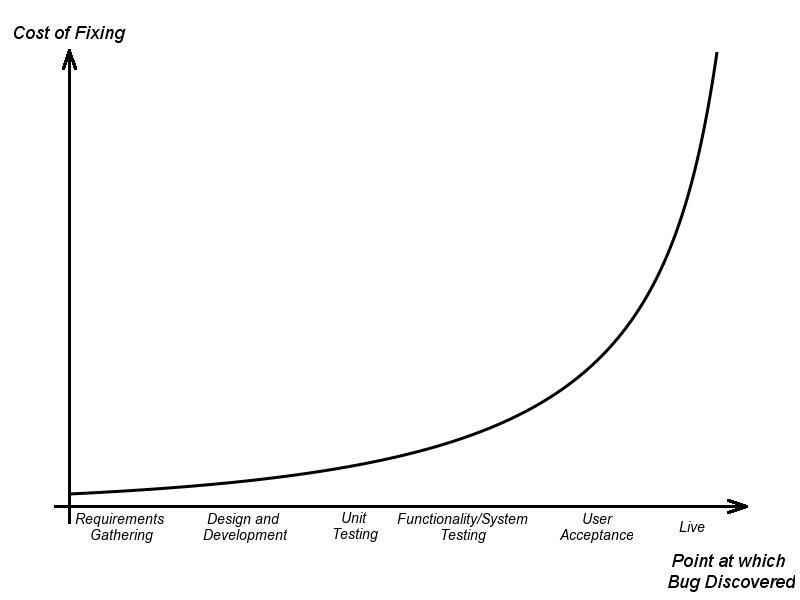 Cost of Fixing
Requirements
Gathering
Design and
Development
Unit
Testing
Functionality/System
Testing
User
Acceptance
Live
Point at which
Bug Discovered